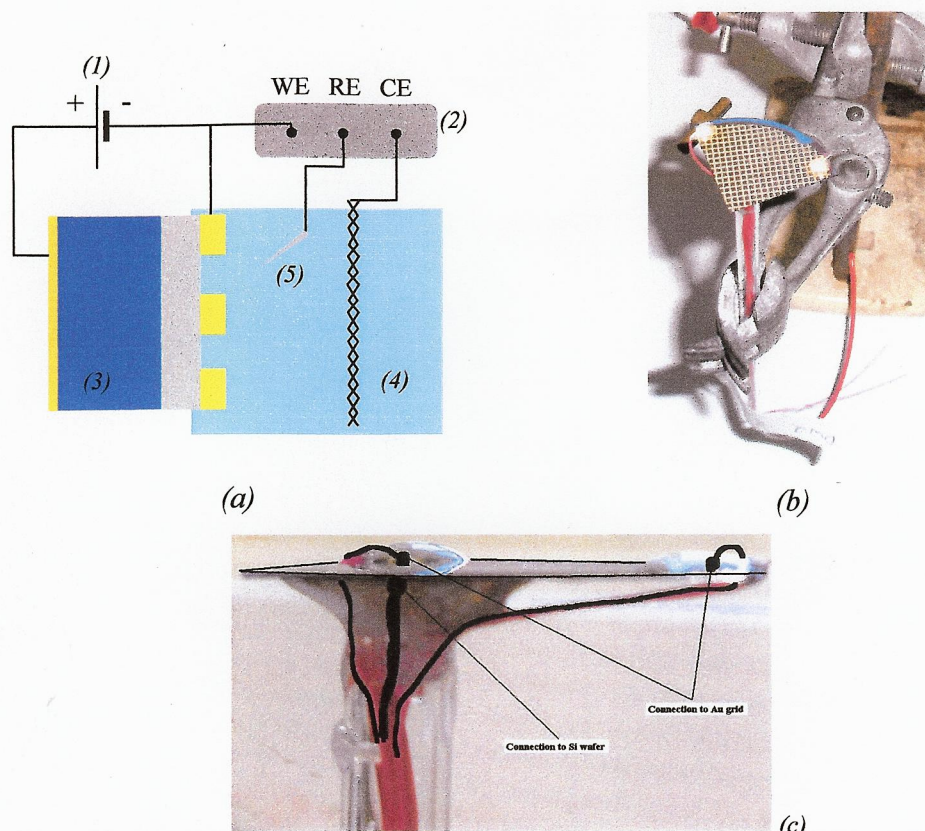 (1)
+ -
WE RE CE
(2)
(3)
(4)
(5)
(a)
(b)
Connection to Au grid
Connection to Si wafer
(c)